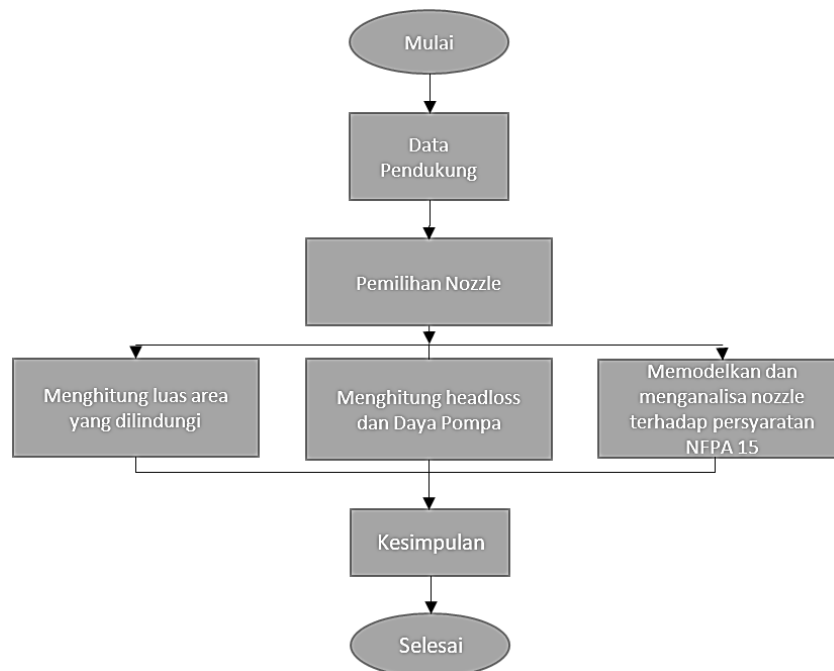 Mulai
Data
Pendukung
Pemilihan Nozzle
Menghitung luas area
yang dilindungi
Menghitung headloss
dan Daya Pompa
Memodelkan dan
menganalisa nozzle
terhadap persyaratan
NFPA 15
Kesimpulan
Selesai